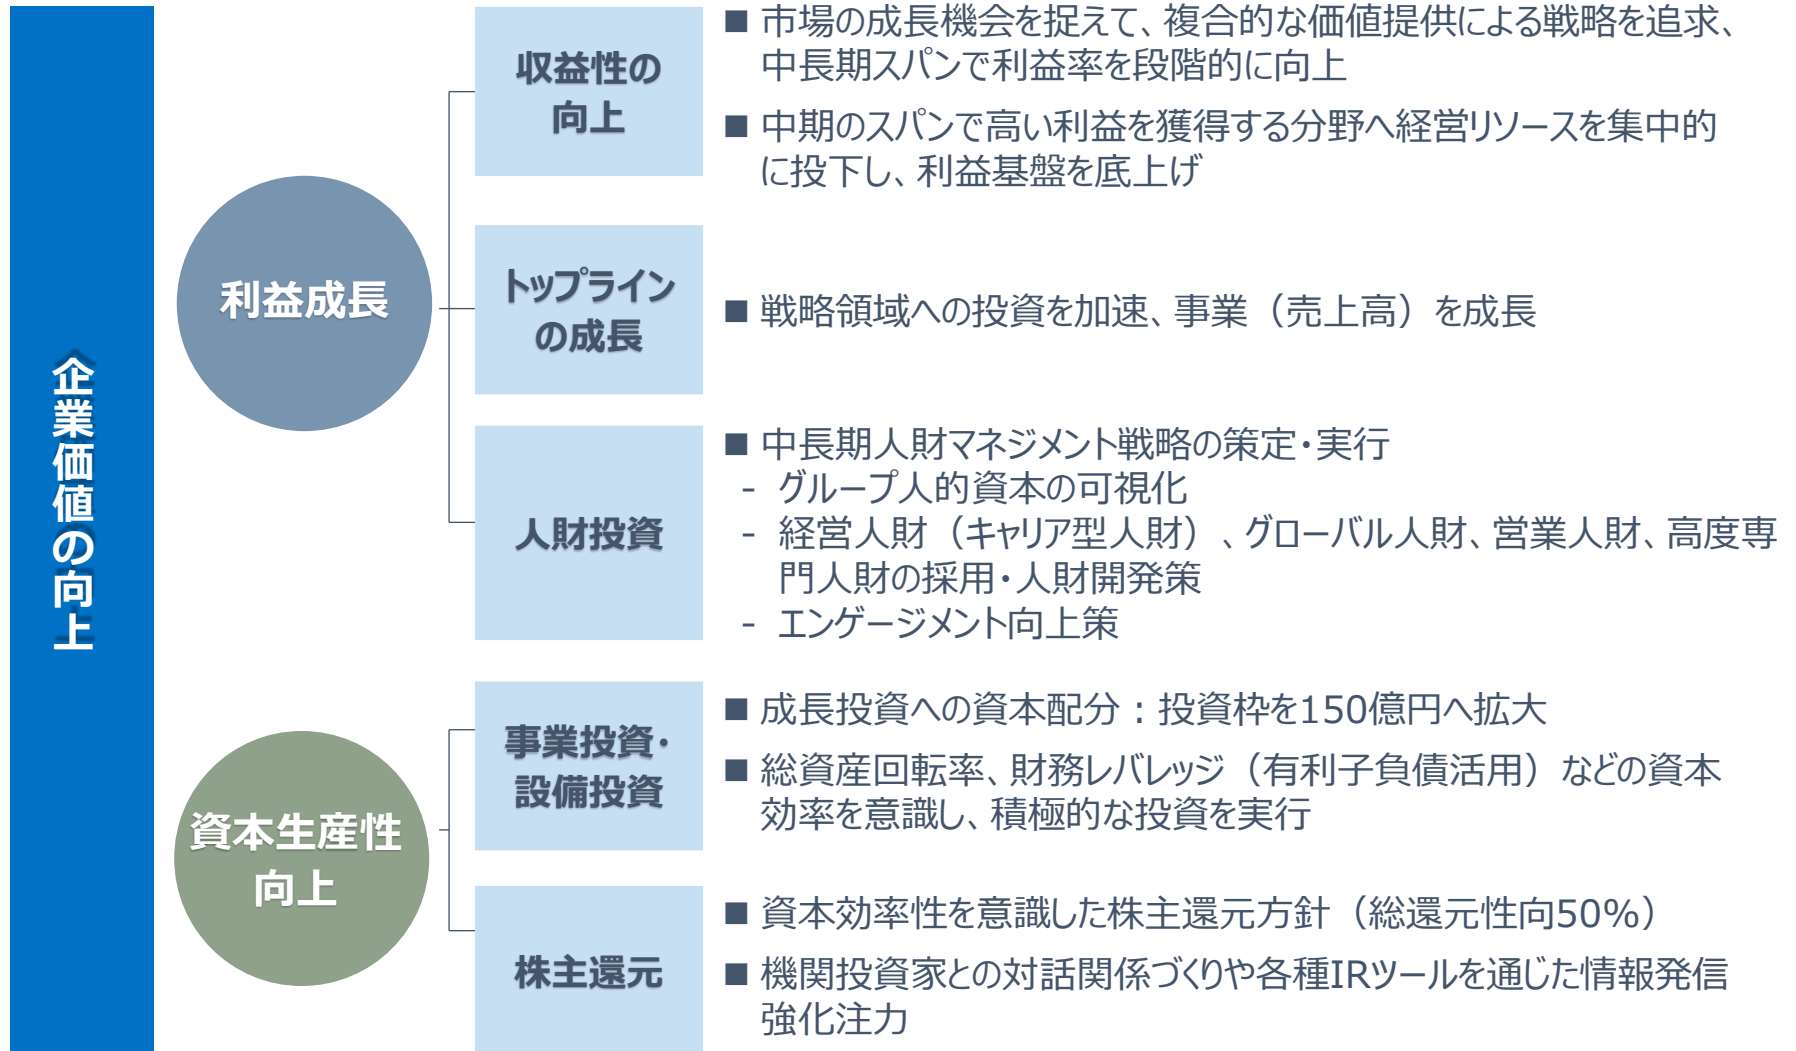 企業価値の向上
利益成長
収益性の
向上
■ 市場の成長機会を捉えて、複合的な価値提供による戦略を追求、
中長期スパンで利益率を段階的に向上
■ 中期のスパンで高い利益を獲得する分野へ経営リソースを集中的
に投下し、利益基盤を底上げ
トップライン
の成長
■ 戦略領域への投資を加速、事業（売上高）を成長
人財投資
■ 中長期人財マネジメント戦略の策定・実行
- グループ人的資本の可視化
- 経営人財（キャリア型人財）、グローバル人財、営業人財、高度専
門人財の採用・人財開発策
- エンゲージメント向上策
資本生産性
向上
事業投資・
設備投資
■ 成長投資への資本配分：投資枠を150億円へ拡大
■ 総資産回転率、財務レバレッジ（有利子負債活用）などの資本
効率を意識し、積極的な投資を実行
株主還元
■ 資本効率性を意識した株主還元方針（総還元性向50%）
■ 機関投資家との対話関係づくりや各種IRツールを通じた情報発信
強化注力